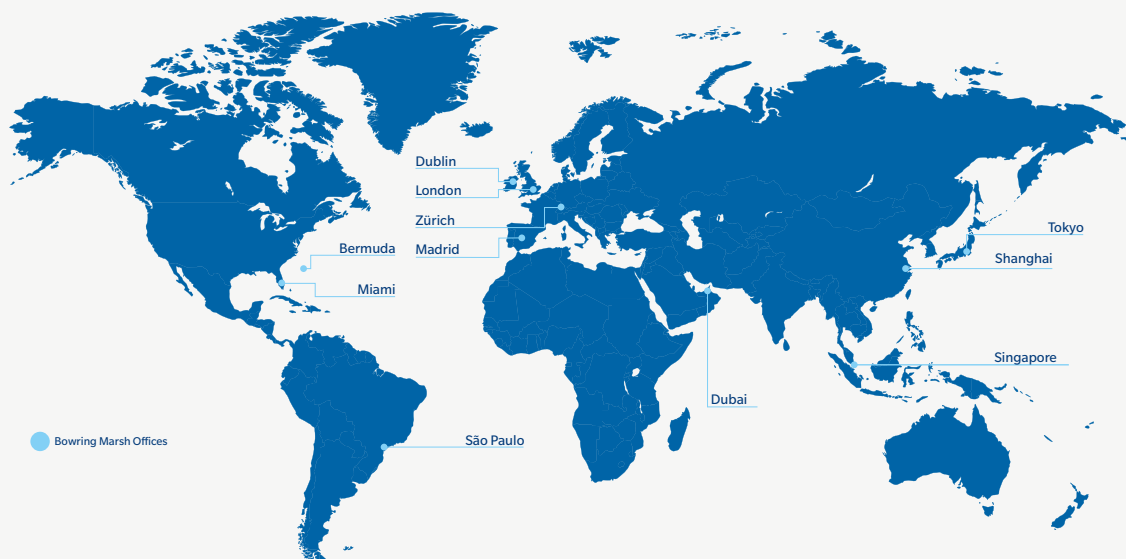 Dublin
London
Zürich
Madrid
Bermuda
Miami
Tokyo
Shanghai
Singapore
Dubai
São Paulo
Bowring Marsh Offices